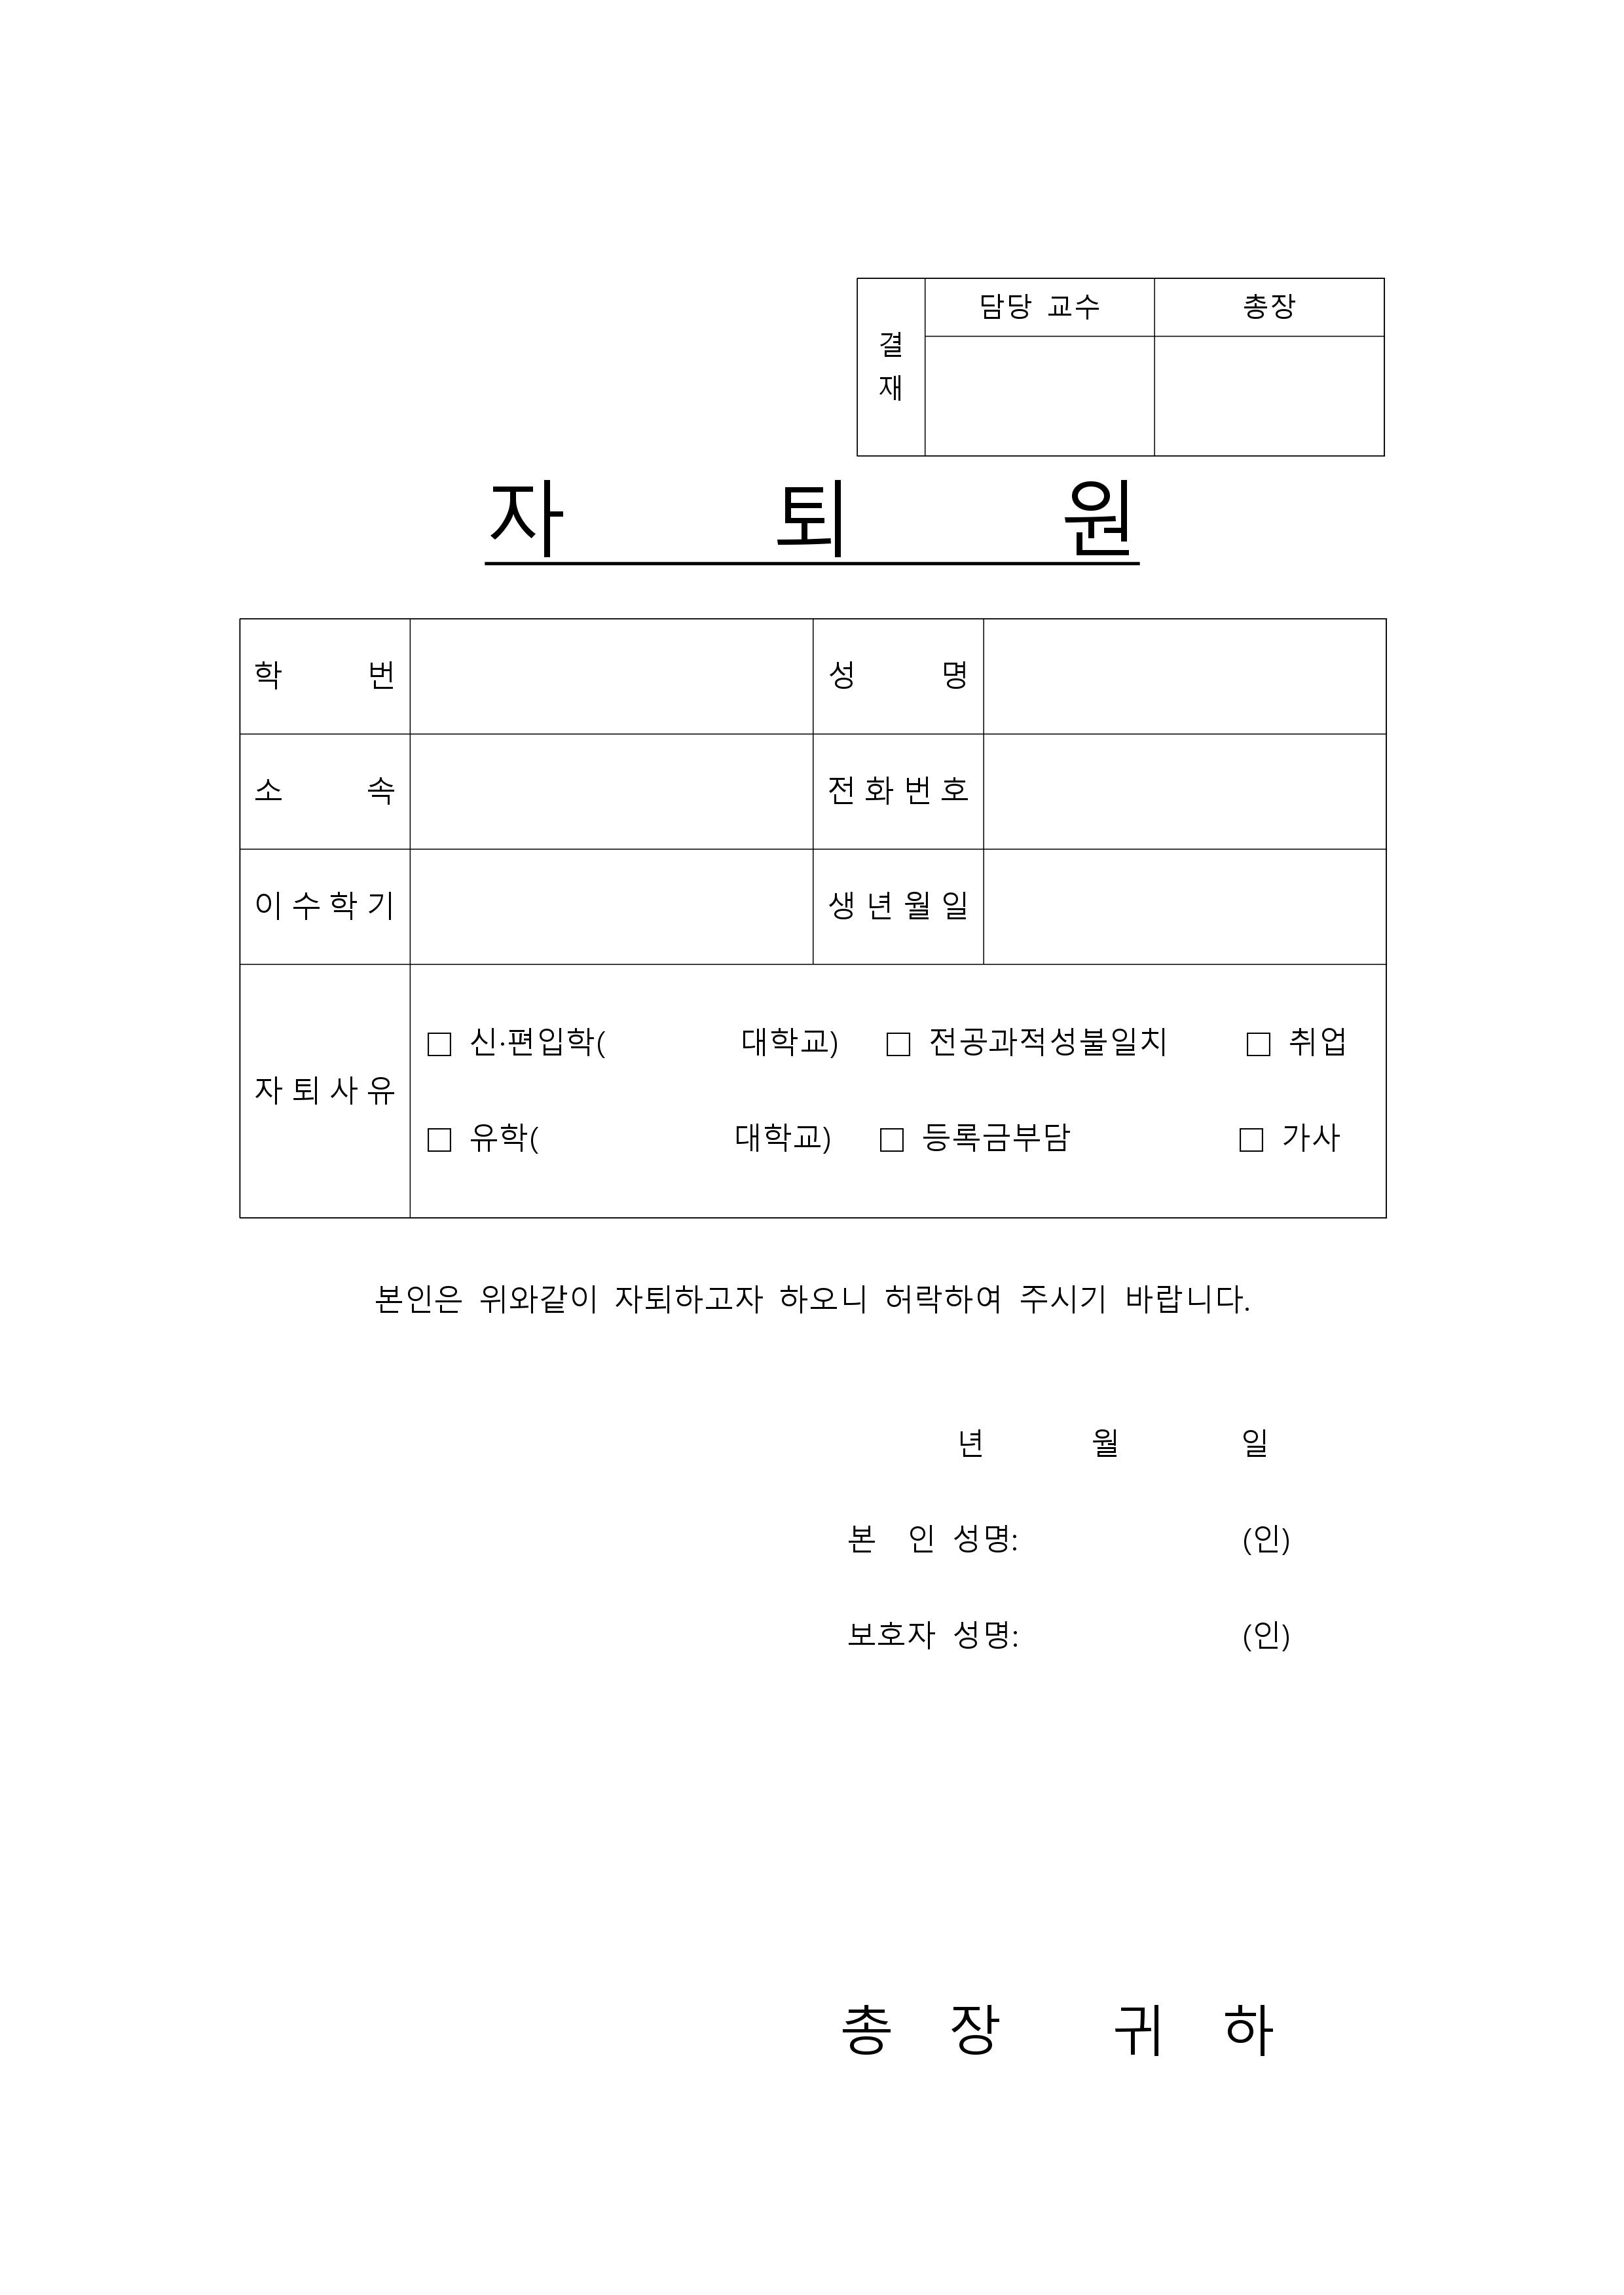 담당 교수 총장
결
재
자 퇴 원
학 번 성 명
소 속 전화번호
이수학기 생년월일
자퇴사유
□ 신·편입학( 대학교) □ 전공과적성불일치 □ 취업
□ 유학( 대학교) □ 등록금부담 □ 가사
본인은 위와같이 자퇴하고자 하오니 허락하여 주시기 바랍니다.
년 월 일
본 인 성명: (인)
보호자 성명: (인)
총 장 귀 하